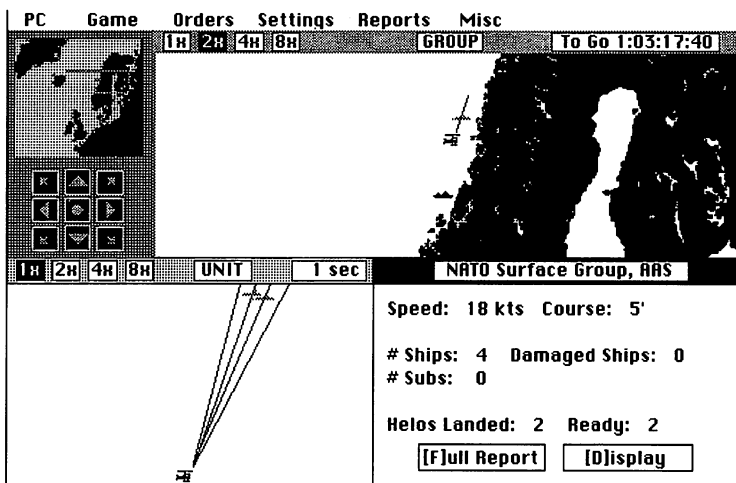 PC Game Orders Settings Reports Misc
1x 2x 4x 8x GROUP To Go 1:03:17:40
1x 2x 4x 8x UNIT 1 sec NATO Surface Group, AAS
Speed: 18 kts Course: 5'
# Ships: 4 Damaged Ships: 0
# Subs: 0
Helos Landed: 2 Ready: 2
[F]ull Report [D]isplay